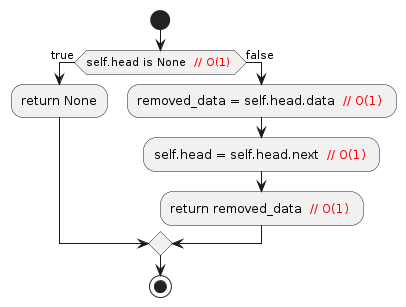 true
self.head is None // O(1)
false
return None
removed_data = self.head.data // O(1)
self.head = self.head.next // O(1)
return removed_data // O(1)